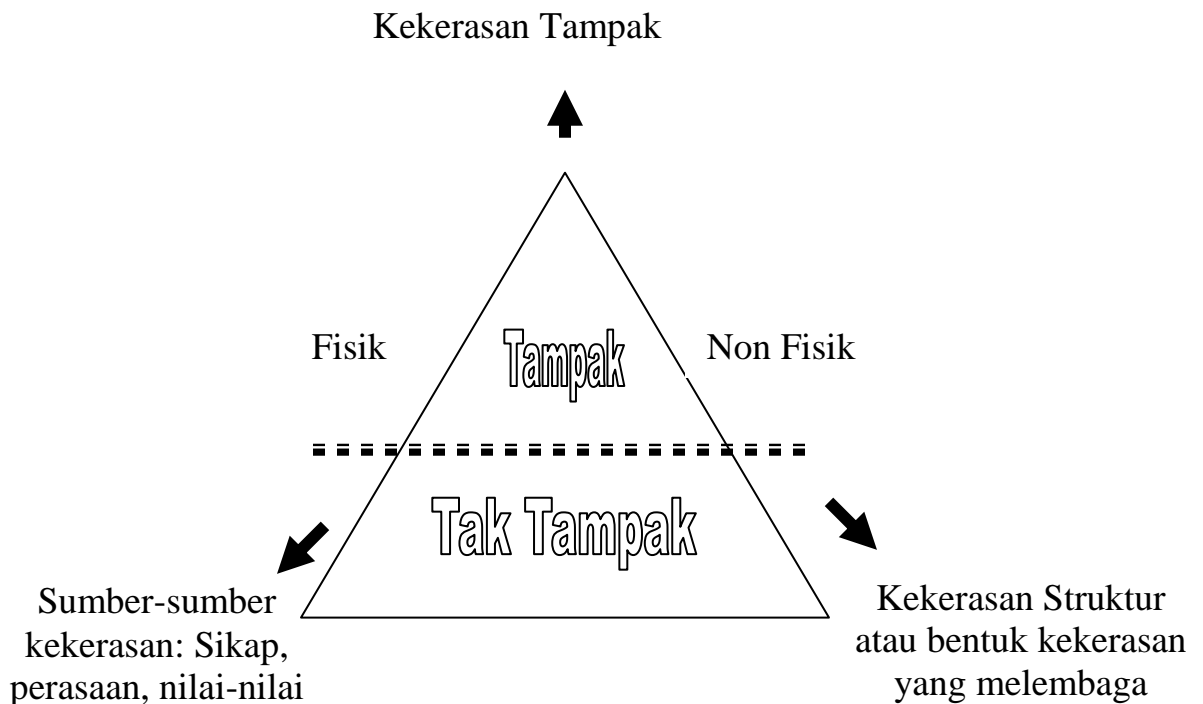 Kekerasan Tampak
Fisik
Tampak
Non Fisik
Tak Tampak
Sumber-sumber
kekerasan: Sikap,
perasaan, nilai-nilai
Kekerasan Struktur
atau bentuk kekerasan
yang melembaga